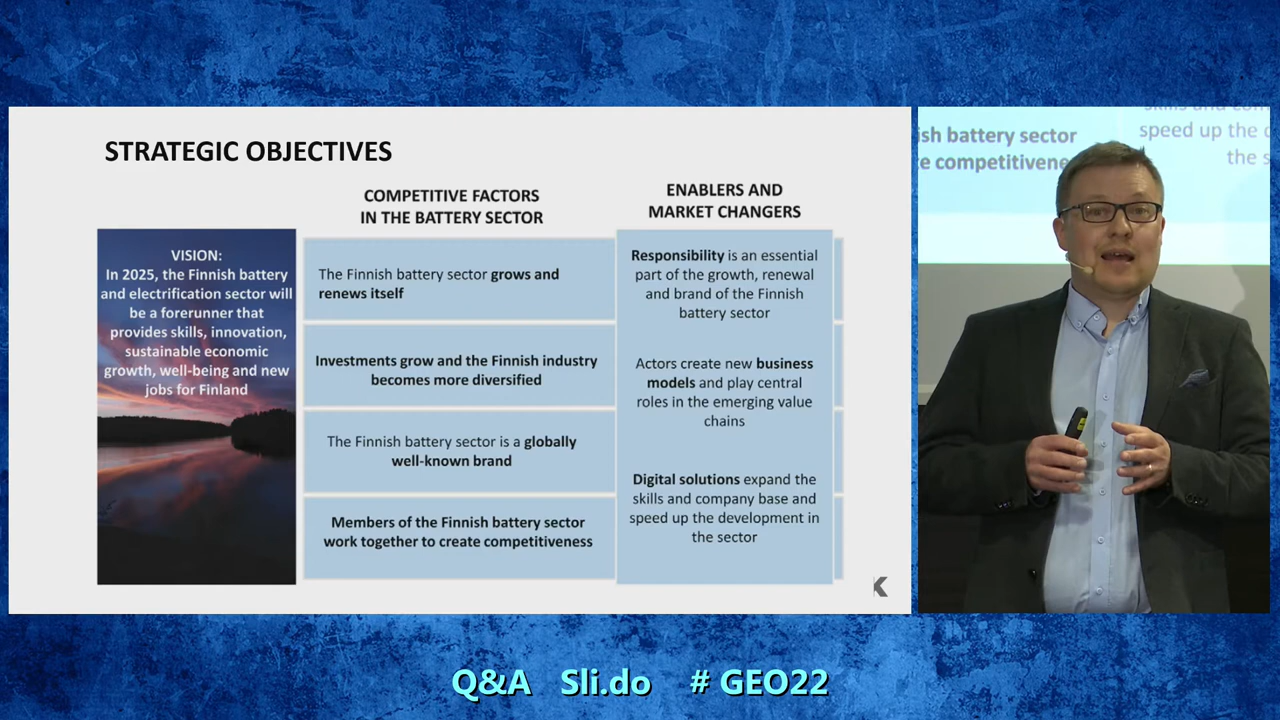 STRATEGIC OBJECTIVES
COMPETITIVE FACTORS
IN THE BATTERY SECTOR
ENABLERS AND
MARKET CHANGERS
VISION:
In 2025, the Finnish battery
and electrification sector will
be a forerunner that
provides skills, innovation,
sustainable economic
growth, well-being and new
jobs for Finland
The Finnish battery sector grows and
renews itself
Investments grow and the Finnish industry
becomes more diversified
The Finnish battery sector is a globally
well-known brand
Members of the Finnish battery sector
work together to create competitiveness
Responsibility is an essential
part of the growth, renewal
and brand of the Finnish
battery sector
Actors create new business
models and play central
roles in the emerging value
chains
Digital solutions expand the
skills and company base and
speed up the development in
the sector
K
ish battery sector
e competitivene
skills and com
speed up the d
the s
Q&A Sli.do # GEO22